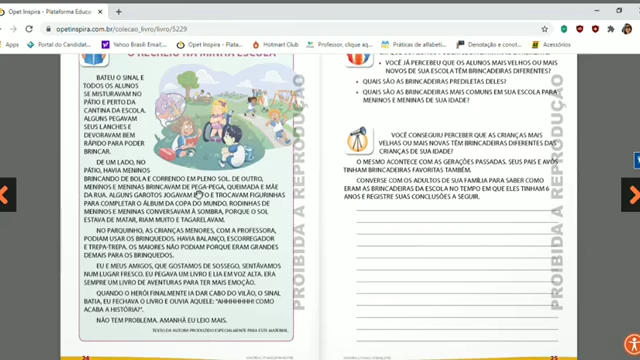 Opet Inspira - Plataforma Educa
opetinspira.com.br/colecao_livro/livro/5229
Portal do Candidat...
Yahoo Brasil Email...
Opet Inspira - Plat...
Hotmart Club
Professor, clique aq...
Práticas de alfabeti...
Denotação e conot...
Acessibilidade
O RECREIO NA MINHA ESCOLA
BATEU O SINAL E
TODOS OS ALUNOS
SE MISTURAVAM NO
PÁTIO E PERTO DA
CANTINA DA ESCOLA.
ALGUNS PEGAVAM
SEUS LANCHES E
DEVORAVAM BEM
RÁPIDO PARA PODER
BRINCAR.
DE UM LADO, NO
PÁTIO, HAVIA MENINOS
BRINCANDO DE BOLA E CORRENDO EM PLENO SOL. DE OUTRO,
MENINOS E MENINAS BRINCAVAM DE PEGA-PEGA, QUEIMADA E MÃE
DA RUA. ALGUNS GAROTOS JOGAVAM E TROCAVAM FIGURINHAS
PARA COMPLETAR O ÁLBUM DA COPA DO MUNDO. RODINHAS DE
MENINOS E MENINAS CONVERSAVAM À SOMBRA, PORQUE O SOL
ESTAVA DE MATAR, RIAM MUITO E TAGARELAVAM.
NO PARQUINHO, AS CRIANÇAS MENORES, COM A PROFESSORA,
PODIAM USAR OS BRINQUEDOS. HAVIA BALANÇO, ESCORREGADOR
E TREPA-TREPA. OS MAIORES NÃO PODIAM PORQUE ERAM GRANDES
DEMAIS PARA OS BRINQUEDOS.
EU E MEUS AMIGOS, QUE GOSTAMOS DE SOSSEGO, SENTÁVAMOS
NUM LUGAR FRESCO. EU PEGAVA UM LIVRO E LIA EM VOZ ALTA. ERA
SEMPRE UM LIVRO DE AVENTURAS PARA TER MAIS EMOÇÃO.
QUANDO O HERÓI FINALMENTE IA DAR CABO DO VILÃO, O SINAL
BATIA, EU FECHAVA O LIVRO E OUVIA AQUELE: "AHHHHHHH! COMO
ACABA A HISTÓRIA?".
NÃO TEM PROBLEMA. AMANHÃ EU LEIO MAIS.
TEXTO DA AUTORA PRODUZIDO ESPECIALMENTE PARA ESTE MATERIAL.
24
PROIBIDA A REPRODUÇÃO
• VOCÊ JÁ PERCEBEU QUE OS ALUNOS MAIS VELHOS OU MAIS
NOVOS DE SUA ESCOLA TÊM BRINCADEIRAS DIFERENTES?
• QUAIS SÃO AS BRINCADEIRAS PREDILETAS DELES?
• QUAIS SÃO AS BRINCADEIRAS MAIS COMUNS EM SUA ESCOLA PARA
MENINOS E MENINAS DE SUA IDADE?
VOCÊ CONSEGUIU PERCEBER QUE AS CRIANÇAS MAIS
VELHAS OU MAIS NOVAS TÊM BRINCADEIRAS DIFERENTES DAS
CRIANÇAS DE SUA IDADE?
O MESMO ACONTECE COM AS GERAÇÕES PASSADAS. SEUS PAIS E AVÓS
TINHAM BRINCADEIRAS FAVORITAS TAMBÉM.
CONVERSE COM OS ADULTOS DE SUA FAMÍLIA PARA SABER COMO
ERAM AS BRINCADEIRAS DA ESCOLA NO TEMPO EM QUE ELES TINHAM 6
ANOS E REGISTRE SUAS CONCLUSÕES A SEGUIR.
25
PROIBIDA A REPRODUÇÃO